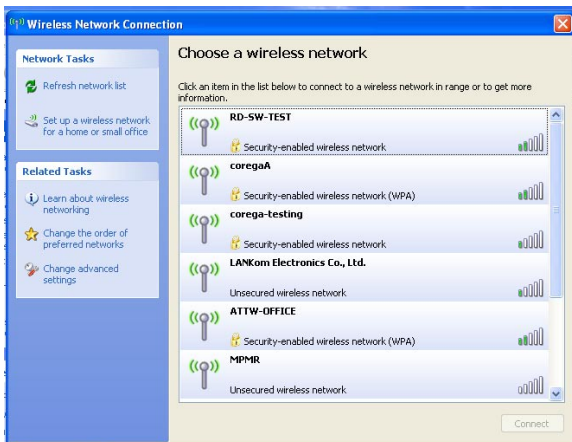 Wireless Network Connection
Network Tasks
Refresh network list
Set up a wireless network
for a home or small office
Related Tasks
Learn about wireless
networking
Change the order of
preferred networks
Change advanced
settings
Choose a wireless network
Click an item in the list below to connect to a wireless network in range or to get more
information.
RD-SW-TEST
Security-enabled wireless network
coregaA
Security-enabled wireless network (WPA)
corega-testing
Security-enabled wireless network
LANKom Electronics Co., Ltd.
Unsecured wireless network
ATTW-OFFICE
Security-enabled wireless network (WPA)
MPMR
Unsecured wireless network
Connect